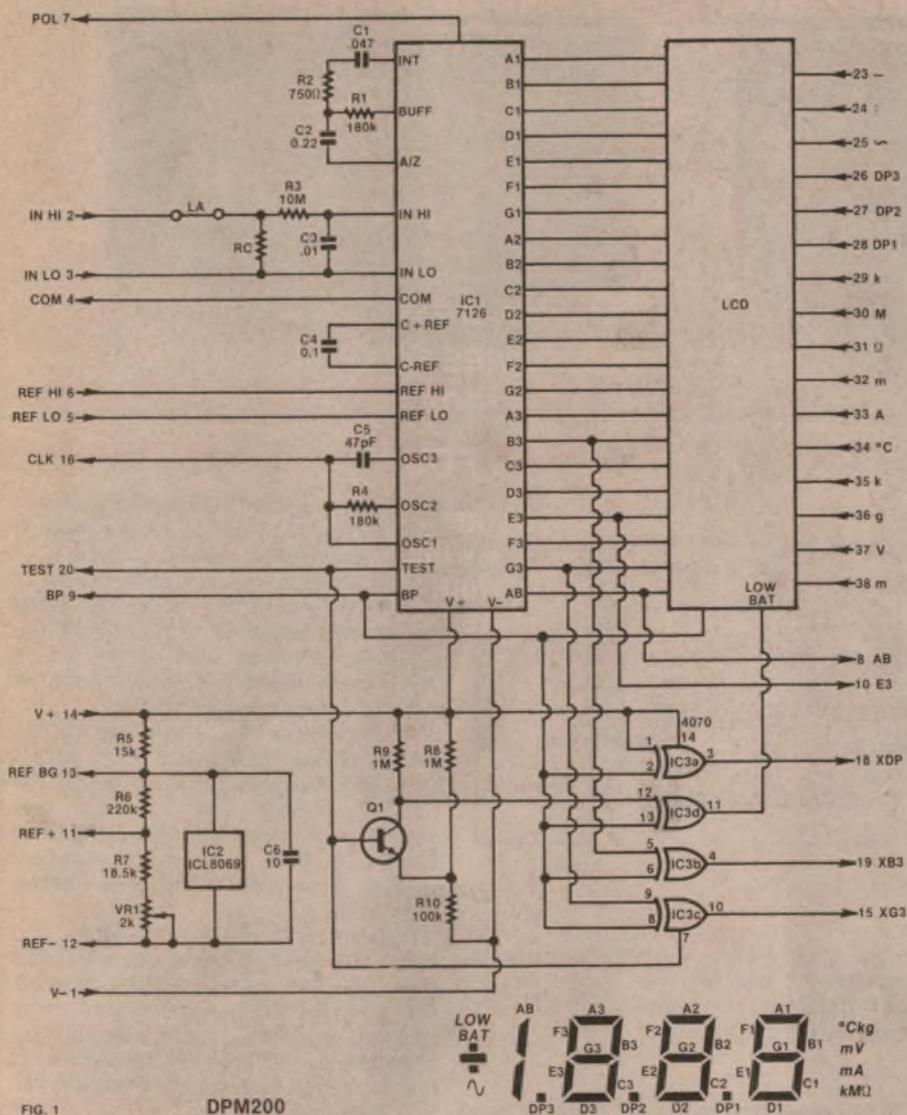 POL 7
C1
.047
R2
750Ω
R1
180k
C2
0.22
INT
BUFF
A/Z
IN HI 2
LA
R3
10M
RC
C3
.01
IN HI
IN LO 3
IN LO
COM 4
COM
C4
0.1
C + REF
C-REF
REF HI 6
REF HI
REF LO 5
REF LO
CLK 16
C5
47pF
OSC3
R4
180k
OSC2
OSC1
TEST 20
TEST
BP 9
BP
IC1
7126
V+
V-
A1
B1
C1
D1
E1
F1
G1
A2
B2
C2
D2
E2
F2
G2
A3
B3
C3
D3
E3
F3
G3
AB
LCD
LOW
BAT
23 –
24 :
25 ∼
26 DP3
27 DP2
28 DP1
29 k
30 M
31 Ω
32 m
33 A
34 °C
35 k
36 g
37 V
38 m
8 AB
10 E3
V + 14
R5
15k
REF BG 13
R6
220k
REF + 11
R7
18.5k
VR1
2k
REF- 12
V- 1
IC2
ICL8069
C6
10
R9
1M
R8
1M
Q1
R10
100k
4070
14
1
2
IC3a
3
18 XDP
12
13
IC3d
11
5
6
IC3b
4
19 XB3
9
8
IC3c
10
7
15 XG3
LOW
BAT
AB
A3
F3
G3
B3
E3
C3
D3
DP3
DP2
A2
F2
G2
B2
E2
C2
D2
DP1
A1
F1
G1
B1
E1
C1
D1
°Ckg
mV
mA
kMΩ
FIG. 1
DPM200